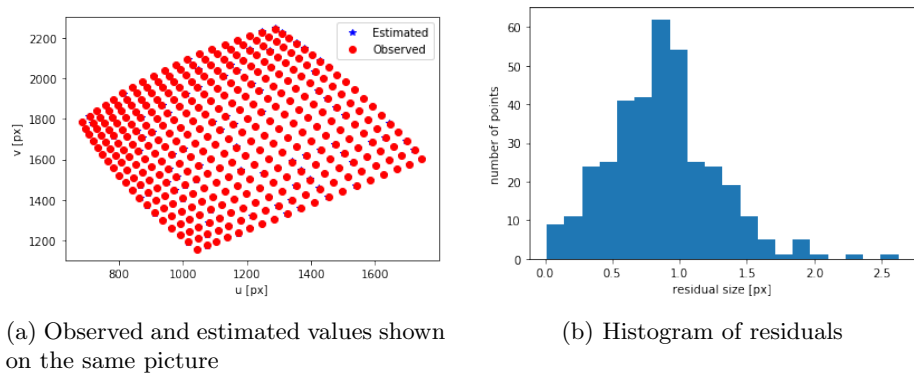 2200
2000
1800
1600
1400
1200
v [px]
800
1000
1200
1400
1600
u [px]
Estimated
Observed
60
50
40
30
20
10
0
number of points
0.0
0.5
1.0
1.5
2.0
2.5
residual size [px]
(a) Observed and estimated values shown
on the same picture
(b) Histogram of residuals